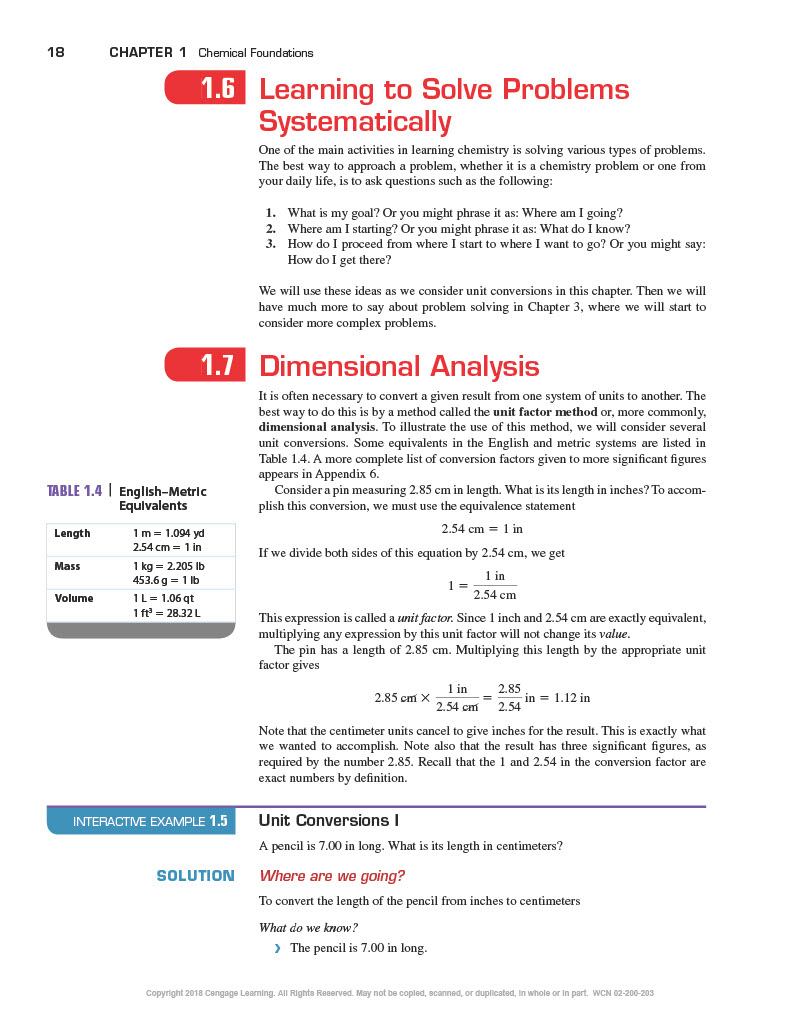 18 CHAPTER 1 Chemical Foundations
1.6 Learning to Solve Problems
Systematically
One of the main activities in learning chemistry is solving various types of problems.
The best way to approach a problem, whether it is a chemistry problem or one from
your daily life, is to ask questions such as the following:
1. What is my goal? Or you might phrase it as: Where am I going?
2. Where am I starting? Or you might phrase it as: What do I know?
3. How do I proceed from where I start to where I want to go? Or you might say:
How do I get there?
We will use these ideas as we consider unit conversions in this chapter. Then we will
have much more to say about problem solving in Chapter 3, where we will start to
consider more complex problems.
1.7 Dimensional Analysis
It is often necessary to convert a given result from one system of units to another. The
best way to do this is by a method called the unit factor method or, more commonly,
dimensional analysis. To illustrate the use of this method, we will consider several
unit conversions. Some equivalents in the English and metric systems are listed in
Table 1.4. A more complete list of conversion factors given to more significant figures
appears in Appendix 6.
TABLE 1.4 | English–Metric
Equivalents
Length 1 m = 1.094 yd
2.54 cm = 1 in
Mass 1 kg = 2.205 lb
453.6 g = 1 lb
Volume 1 L = 1.06 qt
1 ft³ = 28.32 L
Consider a pin measuring 2.85 cm in length. What is its length in inches? To accom-
plish this conversion, we must use the equivalence statement
2.54 cm = 1 in
If we divide both sides of this equation by 2.54 cm, we get
1 = 1 in / 2.54 cm
This expression is called a unit factor. Since 1 inch and 2.54 cm are exactly equivalent,
multiplying any expression by this unit factor will not change its value.
The pin has a length of 2.85 cm. Multiplying this length by the appropriate unit
factor gives
2.85 cm × 1 in / 2.54 cm = 2.85 / 2.54 in = 1.12 in
Note that the centimeter units cancel to give inches for the result. This is exactly what
we wanted to accomplish. Note also that the result has three significant figures, as
required by the number 2.85. Recall that the 1 and 2.54 in the conversion factor are
exact numbers by definition.
INTERACTIVE EXAMPLE 1.5 Unit Conversions I
A pencil is 7.00 in long. What is its length in centimeters?
SOLUTION Where are we going?
To convert the length of the pencil from inches to centimeters
What do we know?
› The pencil is 7.00 in long.
Copyright 2018 Cengage Learning. All Rights Reserved. May not be copied, scanned, or duplicated, in whole or in part. WCN 02-200-203